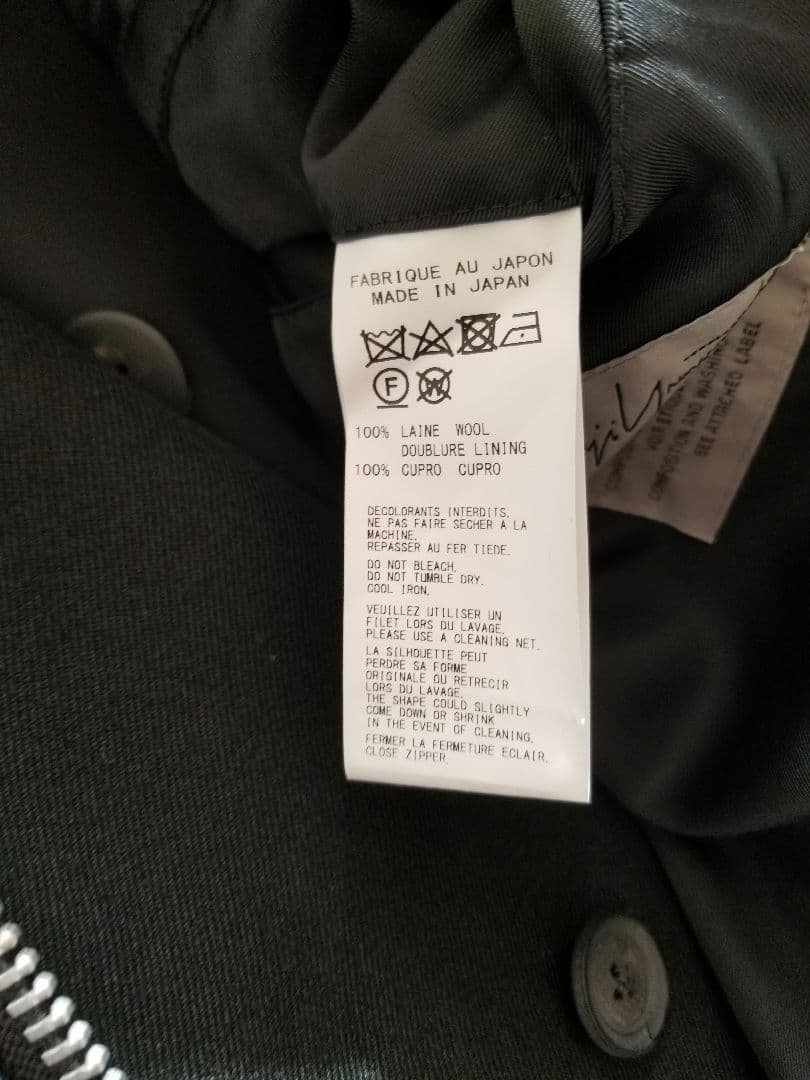 FABRIQUE AU JAPON
MADE IN JAPAN
F W
100% LAINE WOOL
DOUBLURE LINING
100% CUPRO CUPRO
DECOLORANTS INTERDITS.
NE PAS FAIRE SECHER A LA
MACHINE.
REPASSER AU FER TIEDE.
DO NOT BLEACH.
DO NOT TUMBLE DRY.
COOL IRON.
VEUILLEZ UTILISER UN
FILET LORS DU LAVAGE.
PLEASE USE A CLEANING NET.
LA SILHOUETTE PEUT
PERDRE SA FORME
ORIGINALE OU RETRECIR
LORS DU LAVAGE.
THE SHAPE COULD SLIGHTLY
COME DOWN OR SHRINK
IN THE EVENT OF CLEANING.
FERMER LA FERMETURE ECLAIR.
CLOSE ZIPPER.
COMPOSITION AND WASHING
SEE ATTACHED LABEL